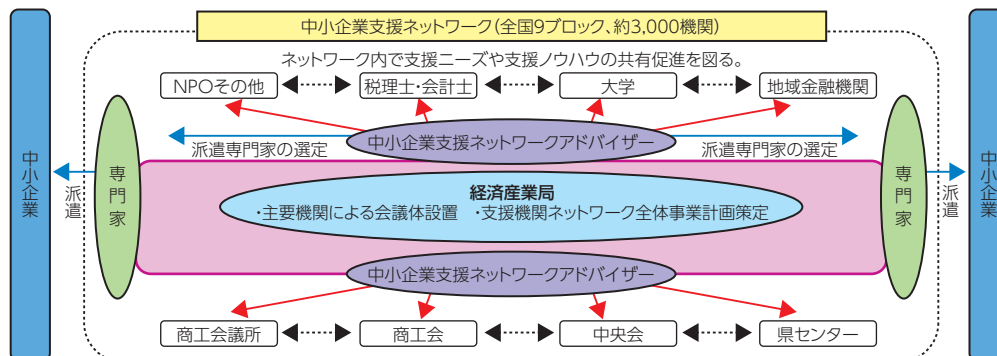 中小企業支援ネットワーク(全国9ブロック、約3,000機関)
ネットワーク内で支援ニーズや支援ノウハウの共有促進を図る。
NPOその他
税理士・会計士
大学
地域金融機関
中小企業支援ネットワークアドバイザー
派遣専門家の選定
派遣専門家の選定
中小企業
派遣
専門家
経済産業局
・主要機関による会議体設置 ・支援機関ネットワーク全体事業計画策定
専門家
派遣
中小企業
中小企業支援ネットワークアドバイザー
商工会議所
商工会
中央会
県センター